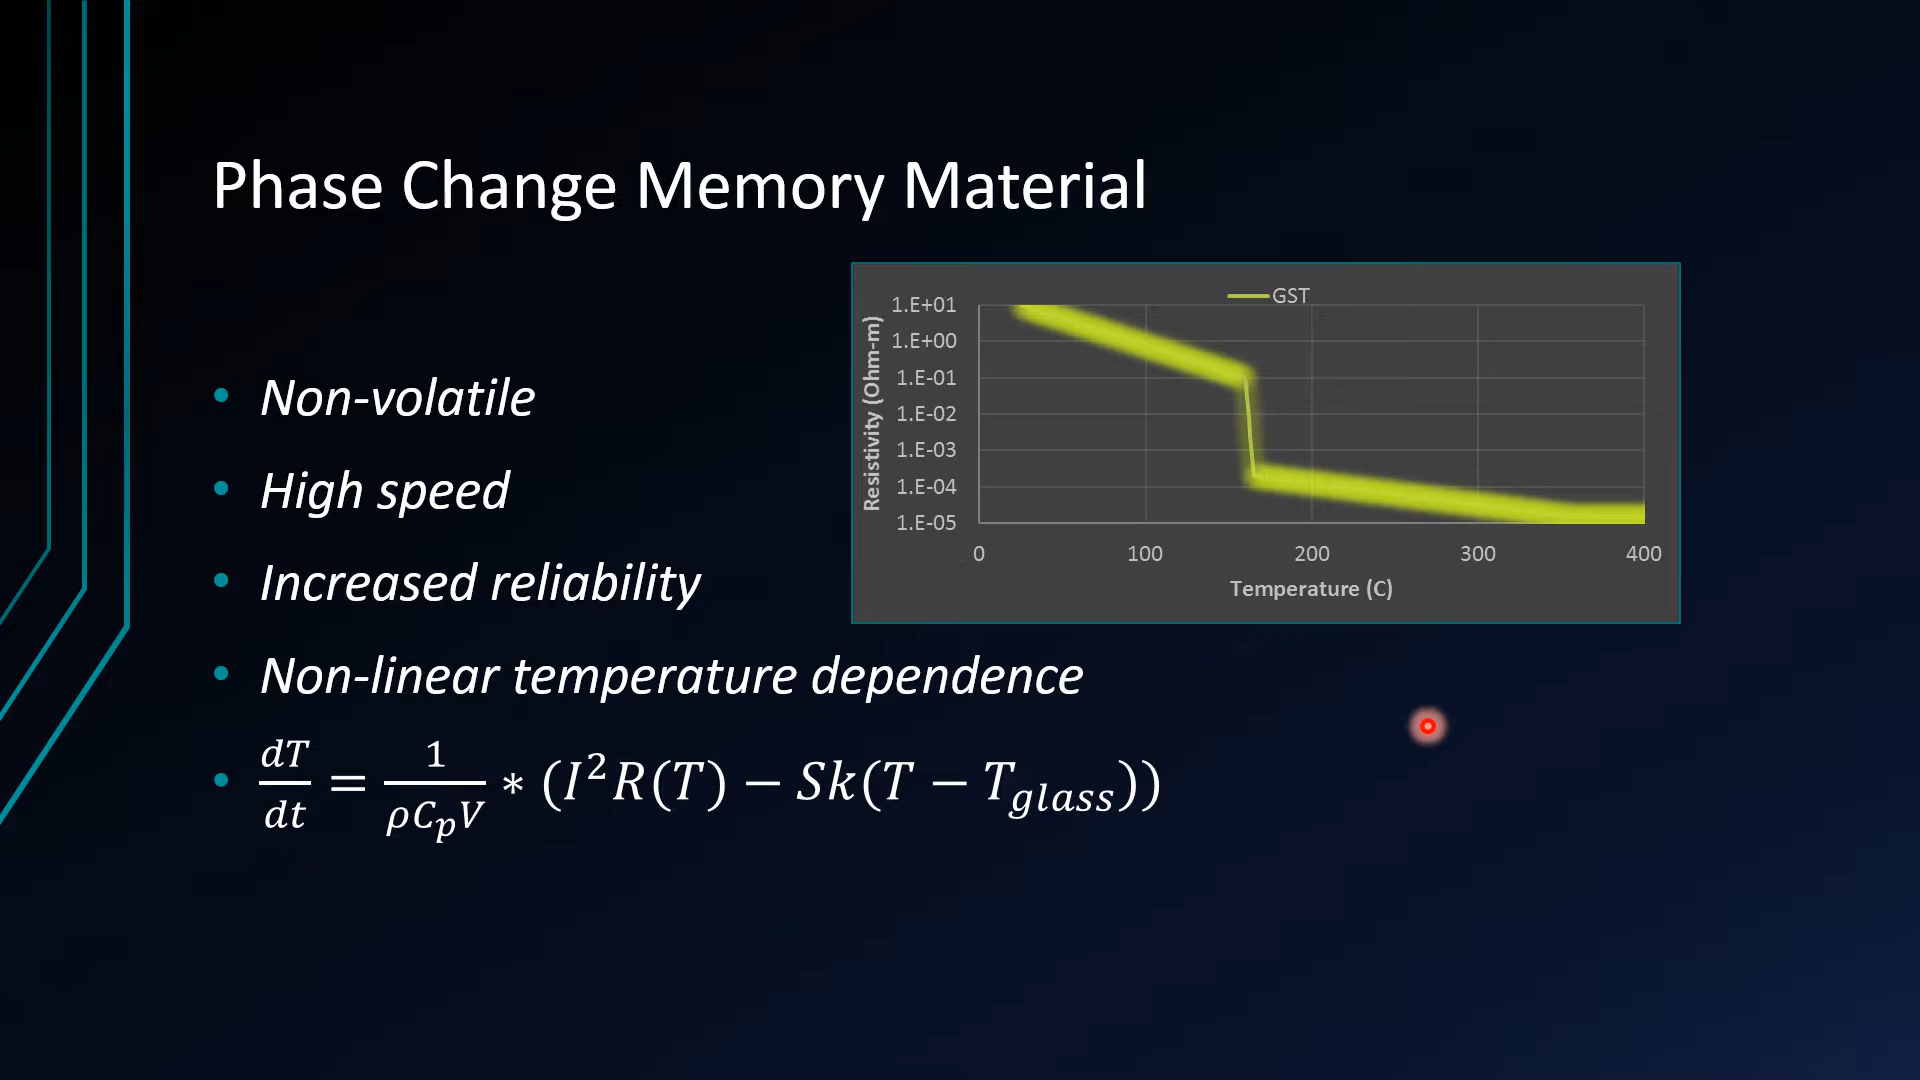 Phase Change Memory Material
• Non-volatile
• High speed
• Increased reliability
• Non-linear temperature dependence
• dT/dt = 1/(ρC_pV) * (I²R(T) − Sk(T − T_glass))
GST
Resistivity (Ohm-m)
1.E+01
1.E+00
1.E-01
1.E-02
1.E-03
1.E-04
1.E-05
0 100 200 300 400
Temperature (C)